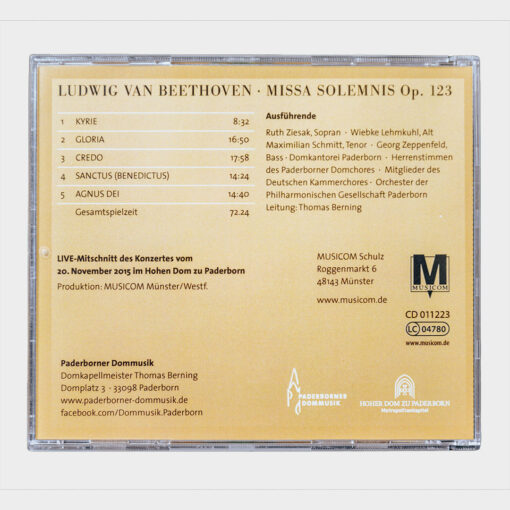 LUDWIG VAN BEETHOVEN · MISSA SOLEMNIS Op. 123
1 KYRIE 8:32
2 GLORIA 16:50
3 CREDO 17:58
4 SANCTUS (BENEDICTUS) 14:24
5 AGNUS DEI 14:40
Gesamtspielzeit 72.24
Ausführende
Ruth Ziesak, Sopran · Wiebke Lehmkuhl, Alt
Maximilian Schmitt, Tenor · Georg Zeppenfeld,
Bass · Domkantorei Paderborn · Herrenstimmen
des Paderborner Domchores · Mitglieder des
Deutschen Kammerchores · Orchester der
Philharmonischen Gesellschaft Paderborn
Leitung: Thomas Berning
LIVE-Mitschnitt des Konzertes vom
20. November 2015 im Hohen Dom zu Paderborn
Produktion: MUSICOM Münster/Westf.
MUSICOM Schulz
Roggenmarkt 6
48143 Münster
www.musicom.de
M
MUSICOM
CD 011223
LC 04780
www.musicom.de
Paderborner Dommusik
Domkapellmeister Thomas Berning
Domplatz 3 · 33098 Paderborn
www.paderborner-dommusik.de
facebook.com/Dommusik.Paderborn
PADERBORNER
DOMMUSIK
HOHER DOM ZU PADERBORN
Metropolitankapitel